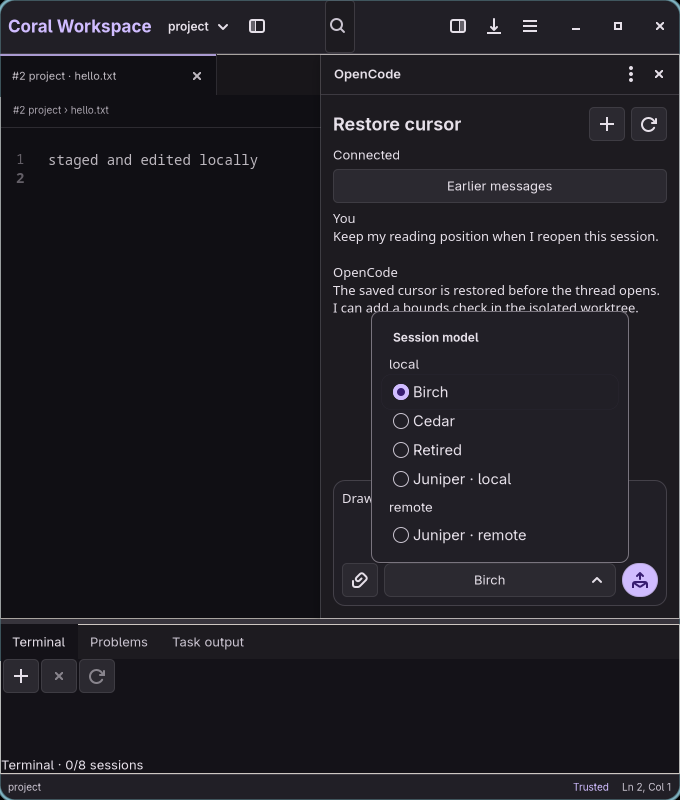 Coral Workspace project
#2 project · hello.txt
#2 project › hello.txt
1 staged and edited locally
2
OpenCode
Restore cursor
Connected
Earlier messages
You
Keep my reading position when I reopen this session.
OpenCode
The saved cursor is restored before the thread opens.
I can add a bounds check in the isolated worktree.
Session model
local
Birch
Cedar
Retired
Juniper · local
remote
Juniper · remote
Draw
Birch
Terminal Problems Task output
Terminal · 0/8 sessions
project Trusted Ln 2, Col 1